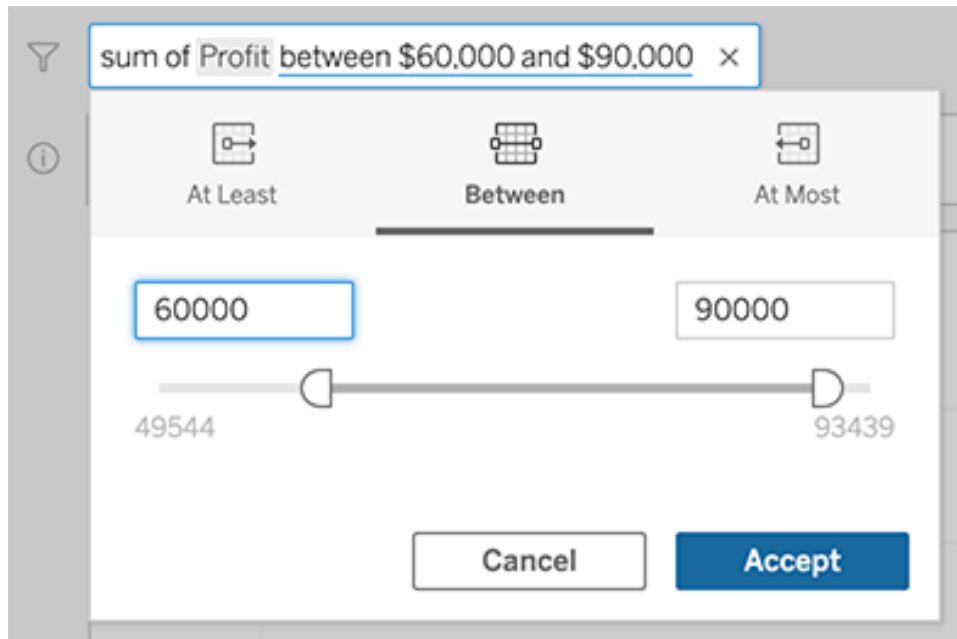 sum of Profit between $60,000 and $90,000 ×
At Least Between At Most
60000 90000
49544 93439
Cancel Accept